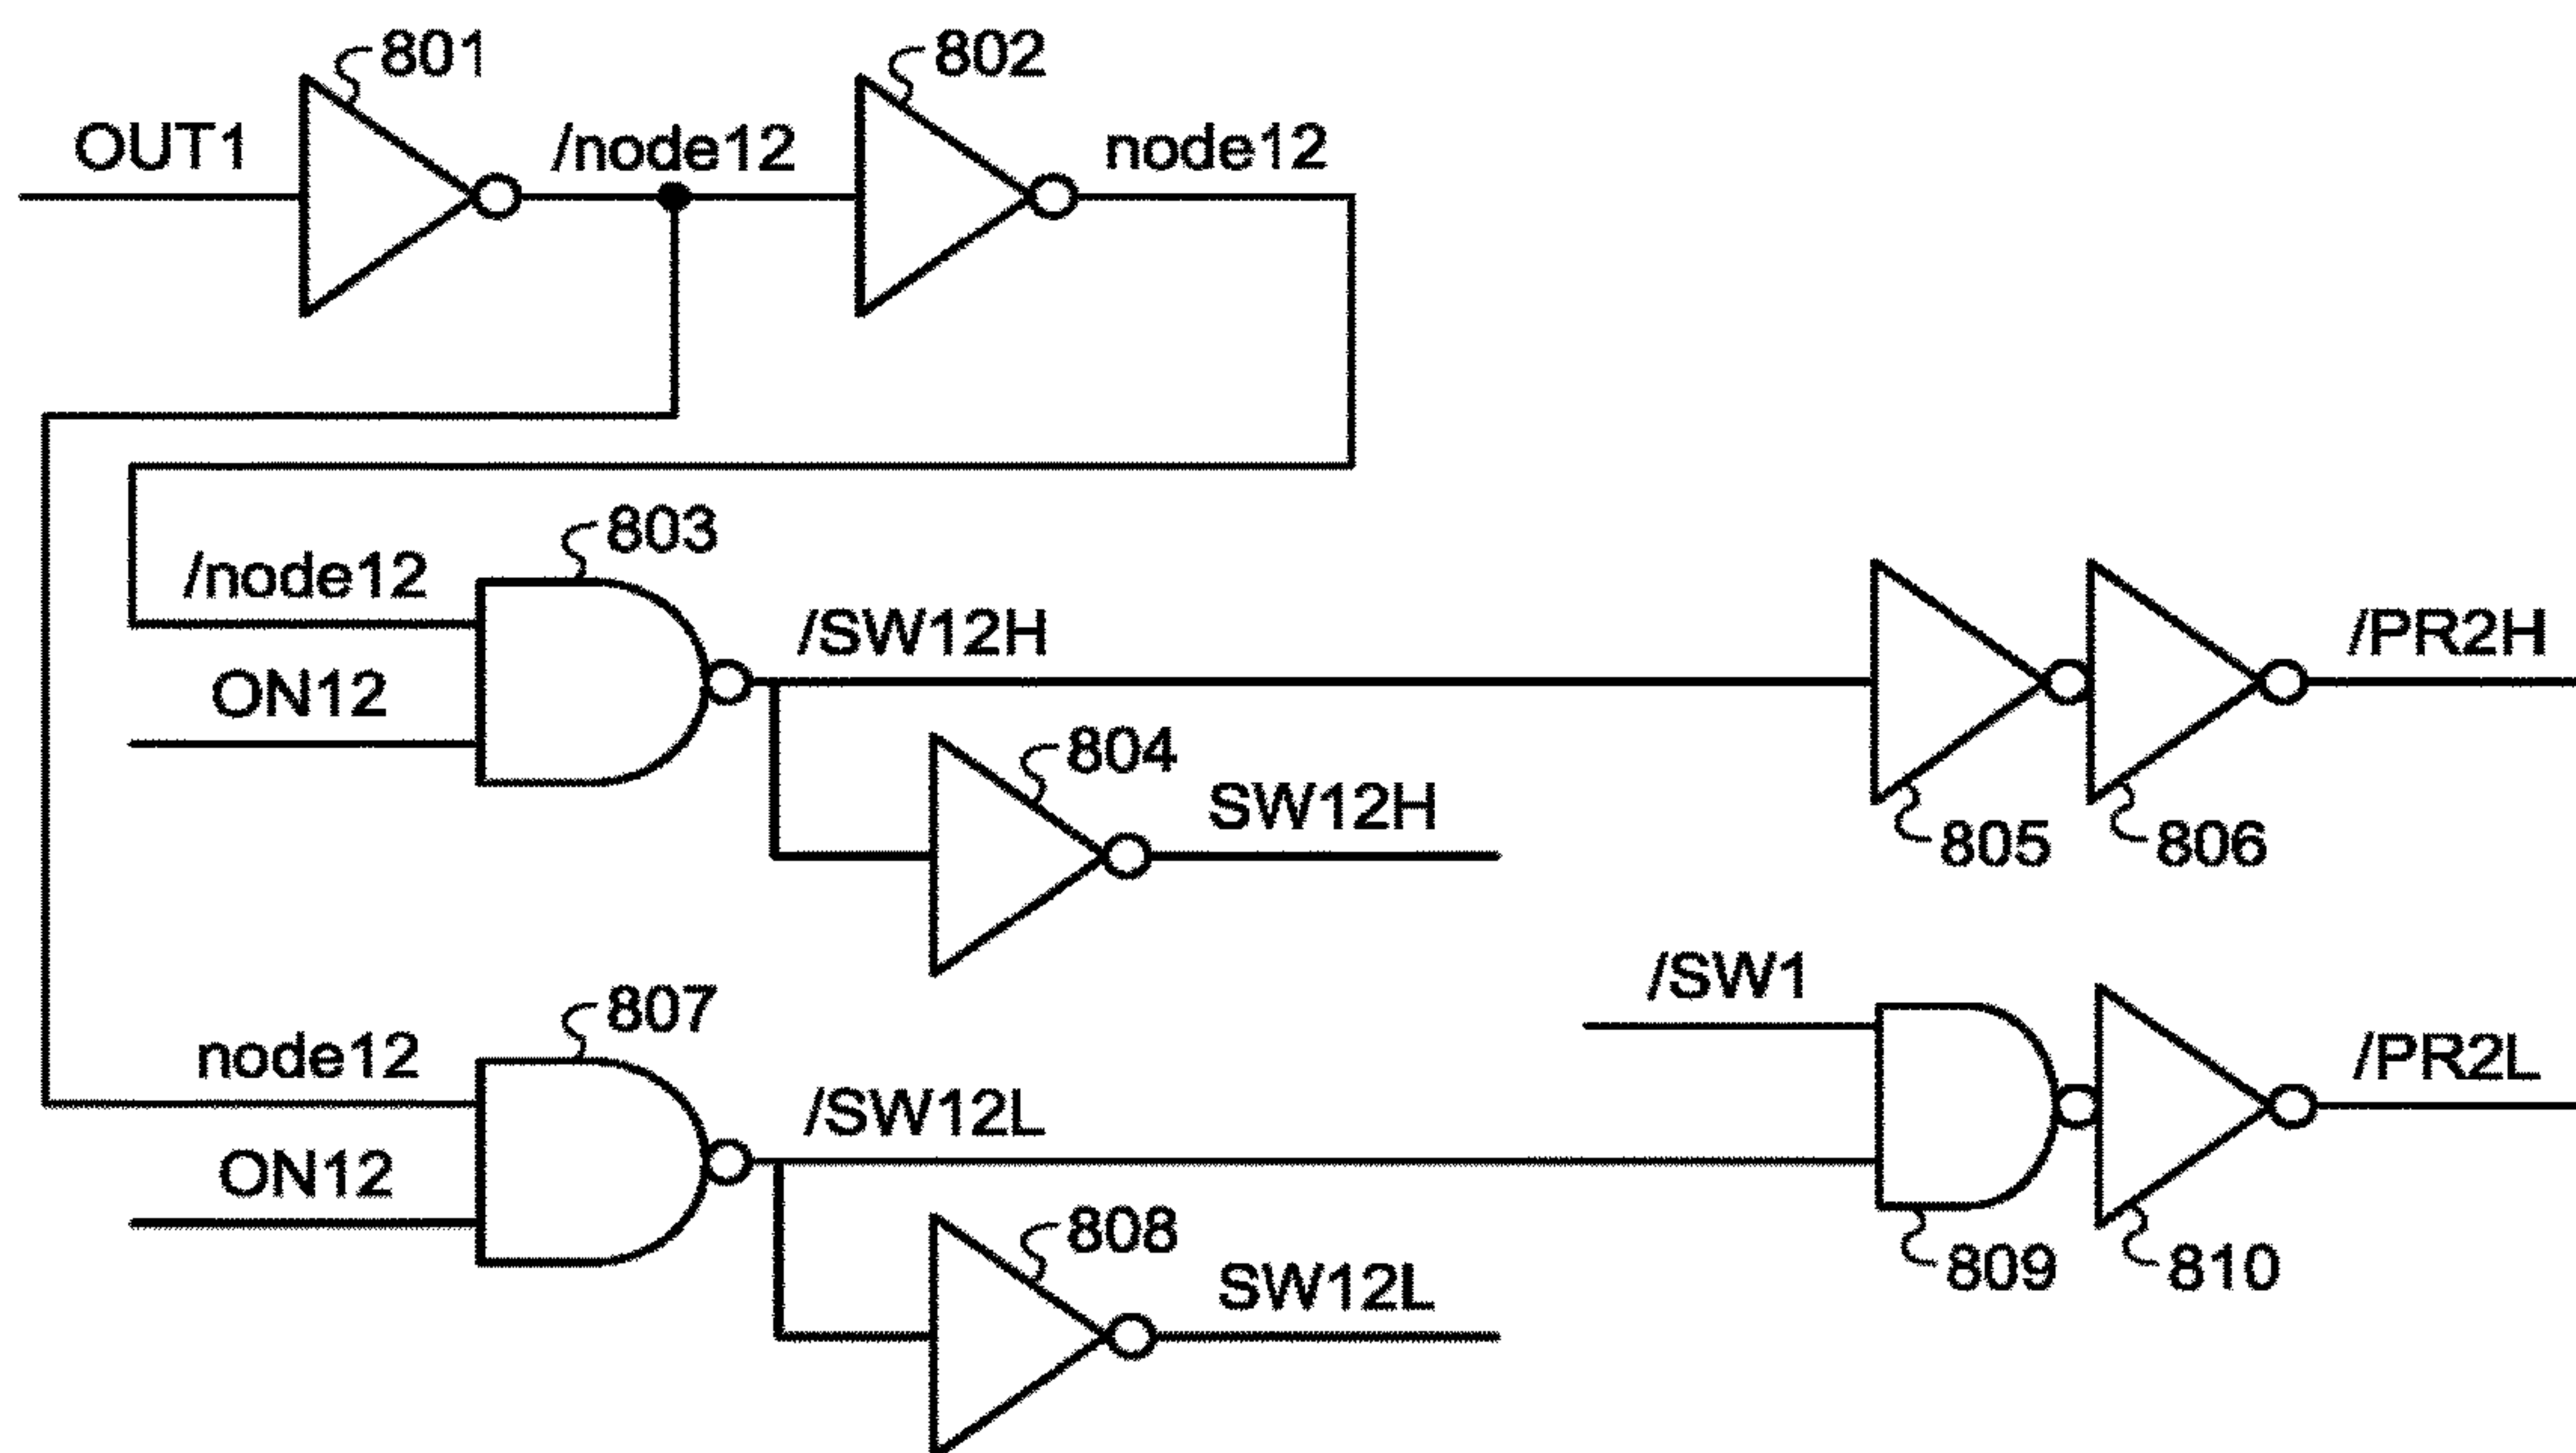 801
802
OUT1
/node12
node12
803
/node12
/SW12H
/PR2H
ON12
804
SW12H
805
806
/SW1
807
node12
/SW12L
/PR2L
ON12
808
SW12L
809
810